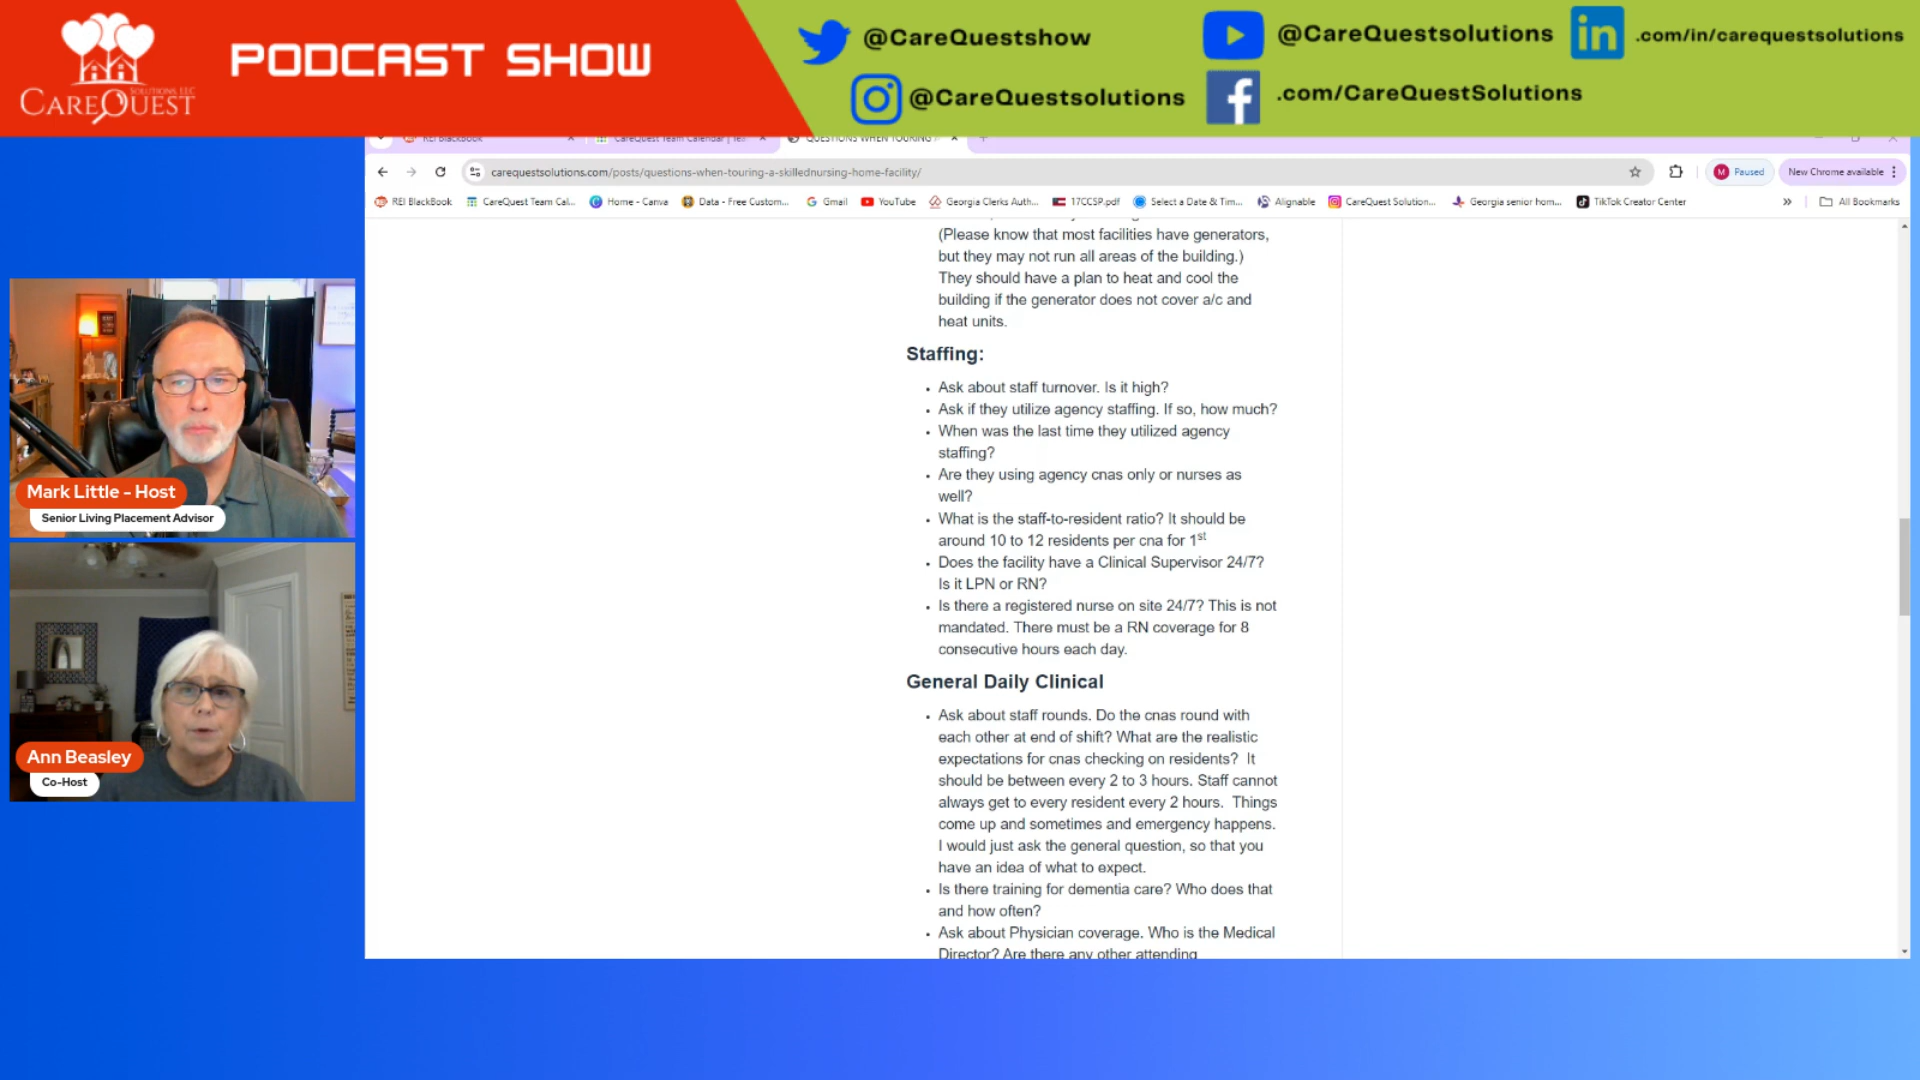 SOLUTIONS, LLC
CAREQUEST
PODCAST SHOW
@CareQuestshow
@CareQuestsolutions
.com/in/carequestsolutions
@CareQuestsolutions
.com/CareQuestSolutions
REI BlackBook
CareQuest Team Calendar | Te
QUESTIONS WHEN TOURING
carequestsolutions.com/posts/questions-when-touring-a-skillednursing-home-facility/
M Paused
New Chrome available
REI BlackBook
CareQuest Team Cal...
Home - Canva
Data - Free Custom...
Gmail
YouTube
Georgia Clerks Auth...
17CCSP.pdf
Select a Date & Tim...
Alignable
CareQuest Solution...
Georgia senior hom...
TikTok Creator Center
»
All Bookmarks
(Please know that most facilities have generators,
but they may not run all areas of the building.)
They should have a plan to heat and cool the
building if the generator does not cover a/c and
heat units.
Staffing:
• Ask about staff turnover. Is it high?
• Ask if they utilize agency staffing. If so, how much?
• When was the last time they utilized agency
staffing?
• Are they using agency cnas only or nurses as
well?
• What is the staff-to-resident ratio? It should be
around 10 to 12 residents per cna for 1st
• Does the facility have a Clinical Supervisor 24/7?
Is it LPN or RN?
• Is there a registered nurse on site 24/7? This is not
mandated. There must be a RN coverage for 8
consecutive hours each day.
General Daily Clinical
• Ask about staff rounds. Do the cnas round with
each other at end of shift? What are the realistic
expectations for cnas checking on residents?  It
should be between every 2 to 3 hours. Staff cannot
always get to every resident every 2 hours.  Things
come up and sometimes and emergency happens.
I would just ask the general question, so that you
have an idea of what to expect.
• Is there training for dementia care? Who does that
and how often?
• Ask about Physician coverage. Who is the Medical
Director? Are there any other attending
Mark Little - Host
Senior Living Placement Advisor
Ann Beasley
Co-Host